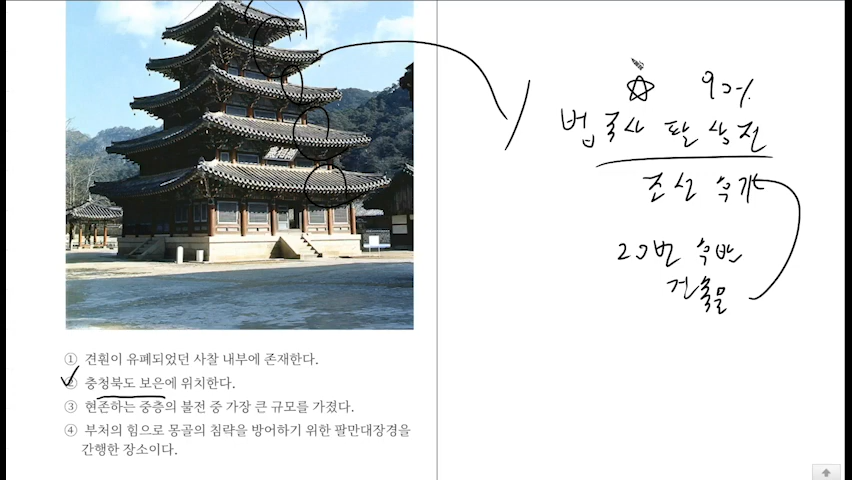 ① 견훤이 유폐되었던 사찰 내부에 존재한다.
② 충청북도 보은에 위치한다.
③ 현존하는 중층의 불전 중 가장 큰 규모를 가졌다.
④ 부처의 힘으로 몽골의 침략을 방어하기 위한 팔만대장경을
간행한 장소이다.
법주사 팔상전
조선 후기
건축물